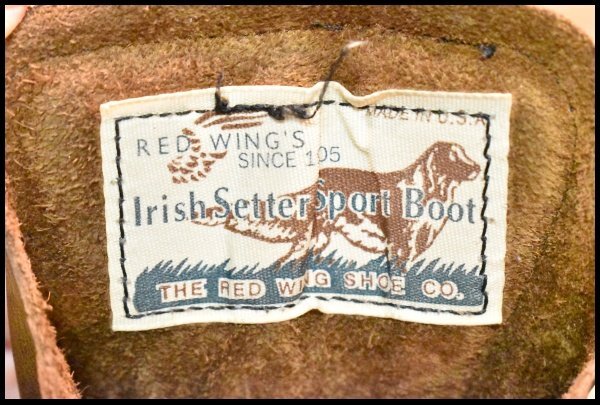 MADE IN U.S.A
RED WING'S
SINCE 105
Irish Setter Sport Boot
THE RED WING SHOE CO.